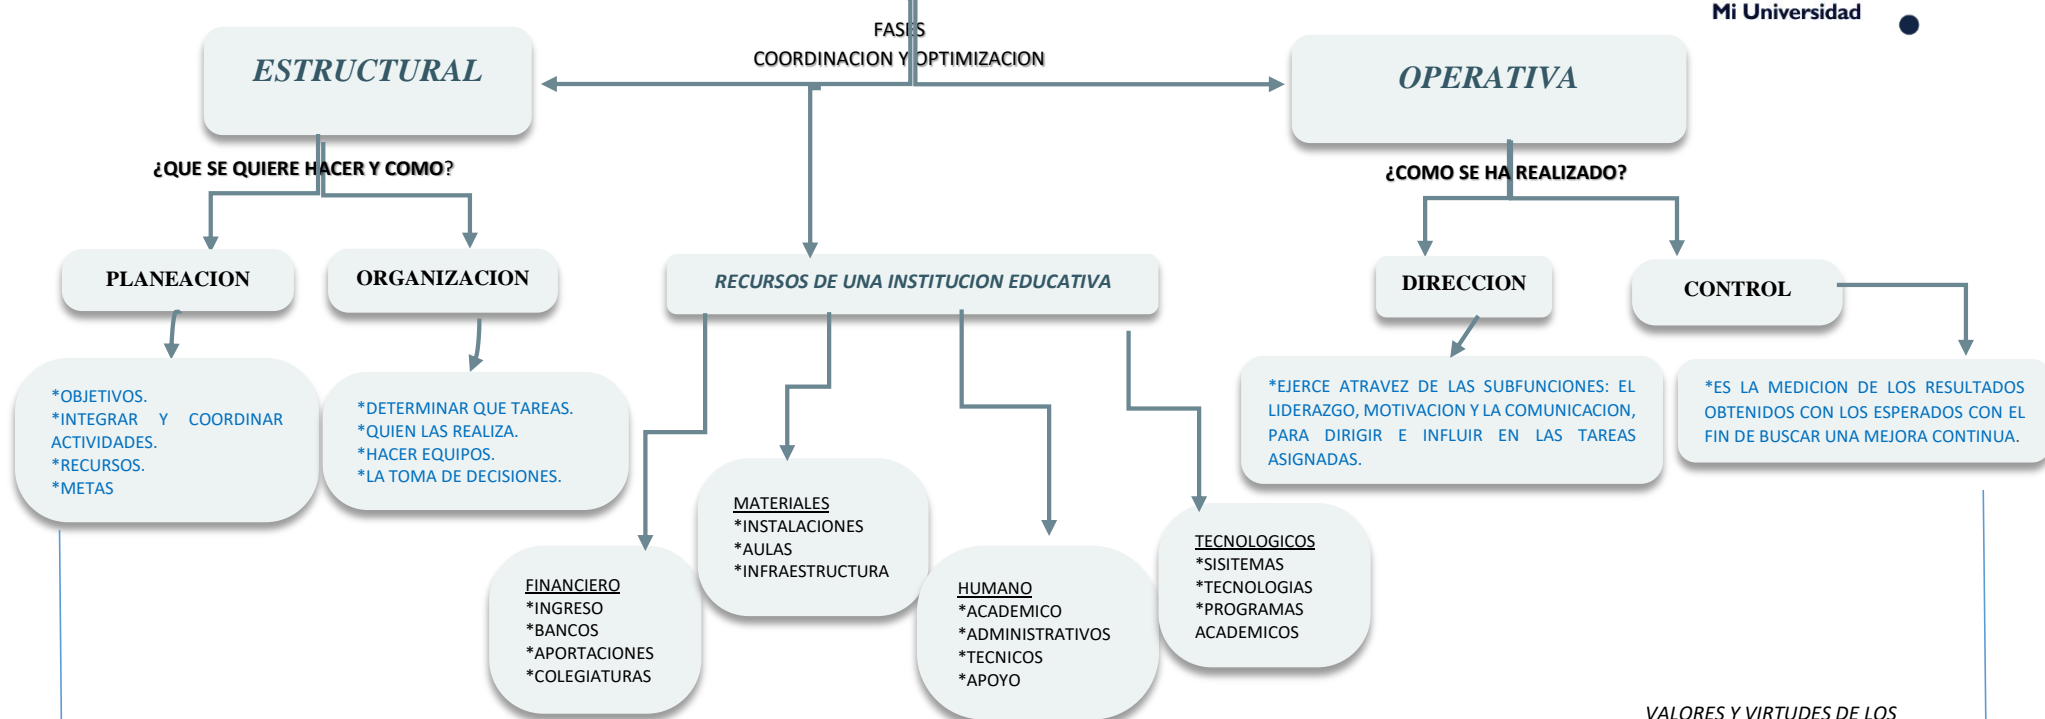 Mi Universidad
FASES
COORDINACION Y OPTIMIZACION
ESTRUCTURAL
OPERATIVA
¿QUE SE QUIERE HACER Y COMO?
¿COMO SE HA REALIZADO?
PLANEACION
ORGANIZACION
RECURSOS DE UNA INSTITUCION EDUCATIVA
DIRECCION
CONTROL
*OBJETIVOS.
*INTEGRAR Y COORDINAR
ACTIVIDADES.
*RECURSOS.
*METAS
*DETERMINAR QUE TAREAS.
*QUIEN LAS REALIZA.
*HACER EQUIPOS.
*LA TOMA DE DECISIONES.
*EJERCE ATRAVEZ DE LAS SUBFUNCIONES: EL
LIDERAZGO, MOTIVACION Y LA COMUNICACION,
PARA DIRIGIR E INFLUIR EN LAS TAREAS
ASIGNADAS.
*ES LA MEDICION DE LOS RESULTADOS
OBTENIDOS CON LOS ESPERADOS CON EL
FIN DE BUSCAR UNA MEJORA CONTINUA.
FINANCIERO
*INGRESO
*BANCOS
*APORTACIONES
*COLEGIATURAS
MATERIALES
*INSTALACIONES
*AULAS
*INFRAESTRUCTURA
HUMANO
*ACADEMICO
*ADMINISTRATIVOS
*TECNICOS
*APOYO
TECNOLOGICOS
*SISITEMAS
*TECNOLOGIAS
*PROGRAMAS
ACADEMICOS
VALORES Y VIRTUDES DE LOS